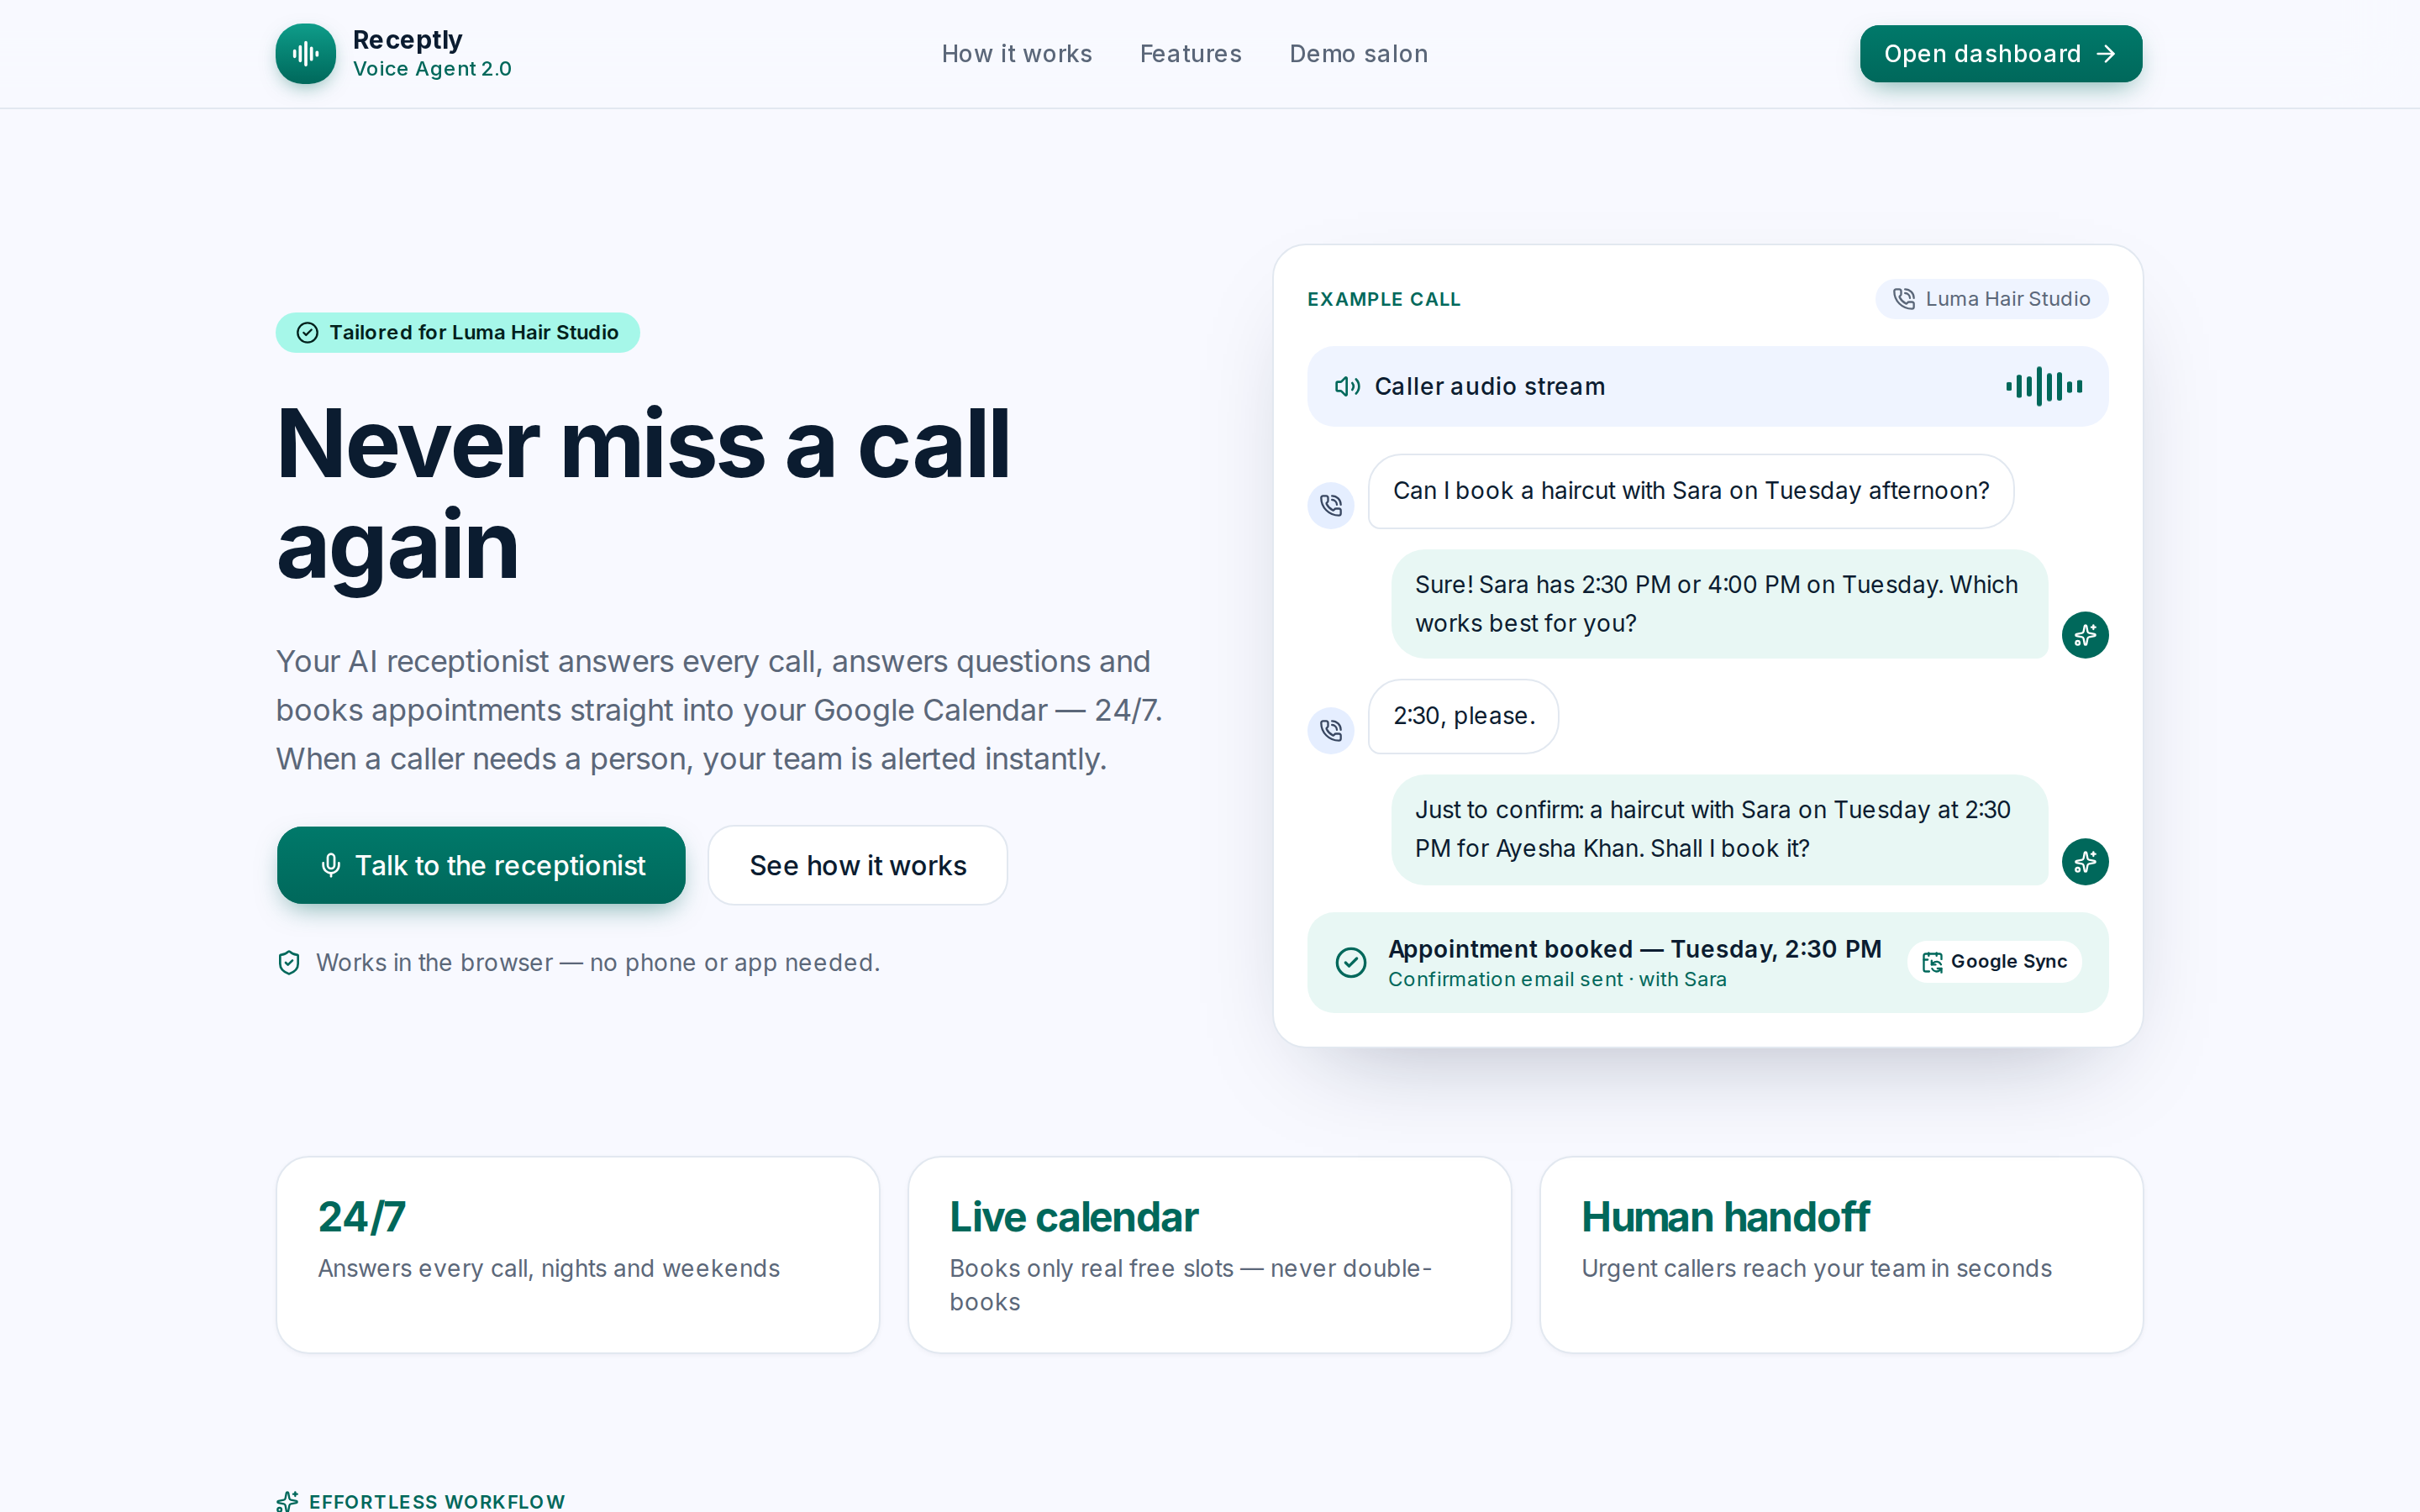 Receptly
Voice Agent 2.0
How it works
Features
Demo salon
Open dashboard
Tailored for Luma Hair Studio
Never miss a call
again
Your AI receptionist answers every call, answers questions and
books appointments straight into your Google Calendar — 24/7.
When a caller needs a person, your team is alerted instantly.
Talk to the receptionist
See how it works
Works in the browser — no phone or app needed.
EXAMPLE CALL
Luma Hair Studio
Caller audio stream
Can I book a haircut with Sara on Tuesday afternoon?
Sure! Sara has 2:30 PM or 4:00 PM on Tuesday. Which
works best for you?
2:30, please.
Just to confirm: a haircut with Sara on Tuesday at 2:30
PM for Ayesha Khan. Shall I book it?
Appointment booked — Tuesday, 2:30 PM
Confirmation email sent · with Sara
Google Sync
24/7
Answers every call, nights and weekends
Live calendar
Books only real free slots — never double-
books
Human handoff
Urgent callers reach your team in seconds
EFFORTLESS WORKFLOW